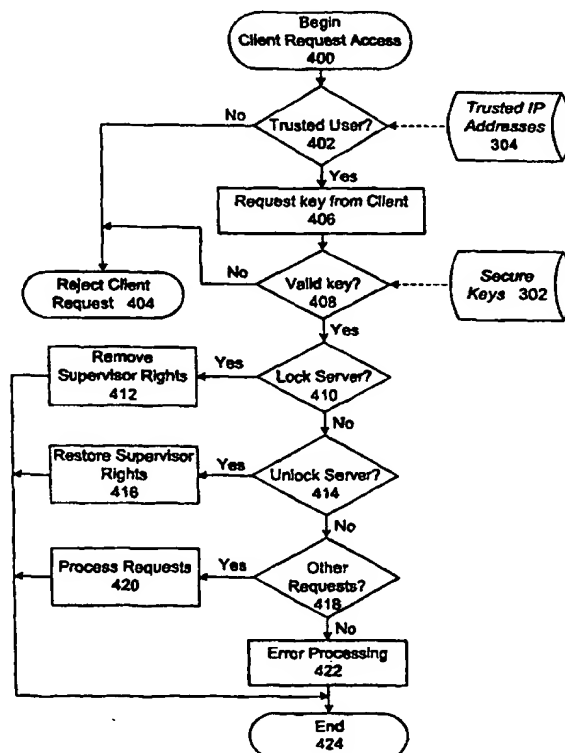 Begin
Client Request Access
400
No
Trusted User?
402
Trusted IP
Addresses
304
Yes
Request key from Client
406
No
Valid key?
408
Secure
Keys 302
Reject Client
Request 404
Yes
Remove
Supervisor Rights
412
Yes
Lock Server?
410
No
Restore Supervisor
Rights
416
Yes
Unlock Server?
414
No
Process Requests
420
Yes
Other
Requests?
418
No
Error Processing
422
End
424